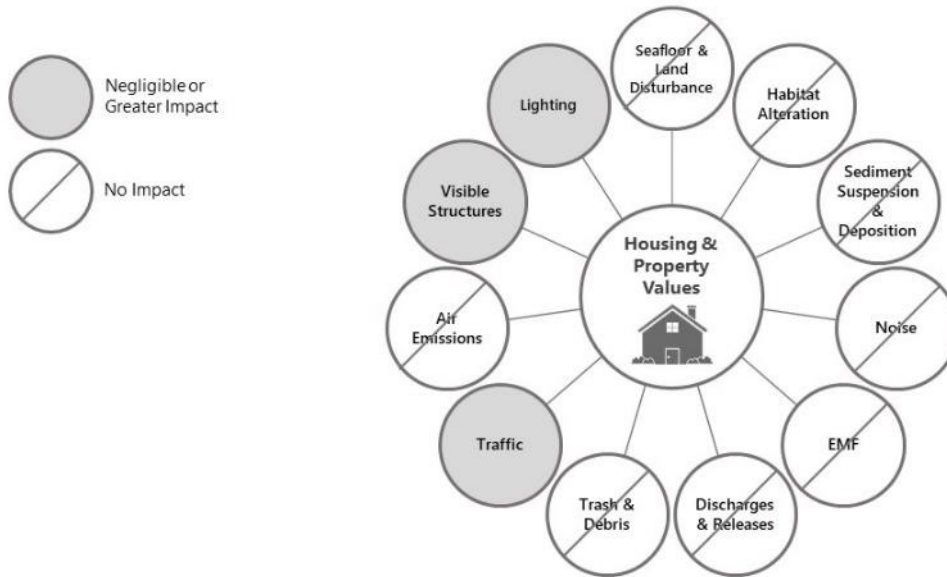 Negligible or
Greater Impact
No Impact
Seafloor &
Land
Disturbance
Habitat
Alteration
Sediment
Suspension
&
Deposition
Noise
EMF
Discharges
& Releases
Trash &
Debris
Traffic
Air
Emissions
Visible
Structures
Lighting
Housing &
Property
Values